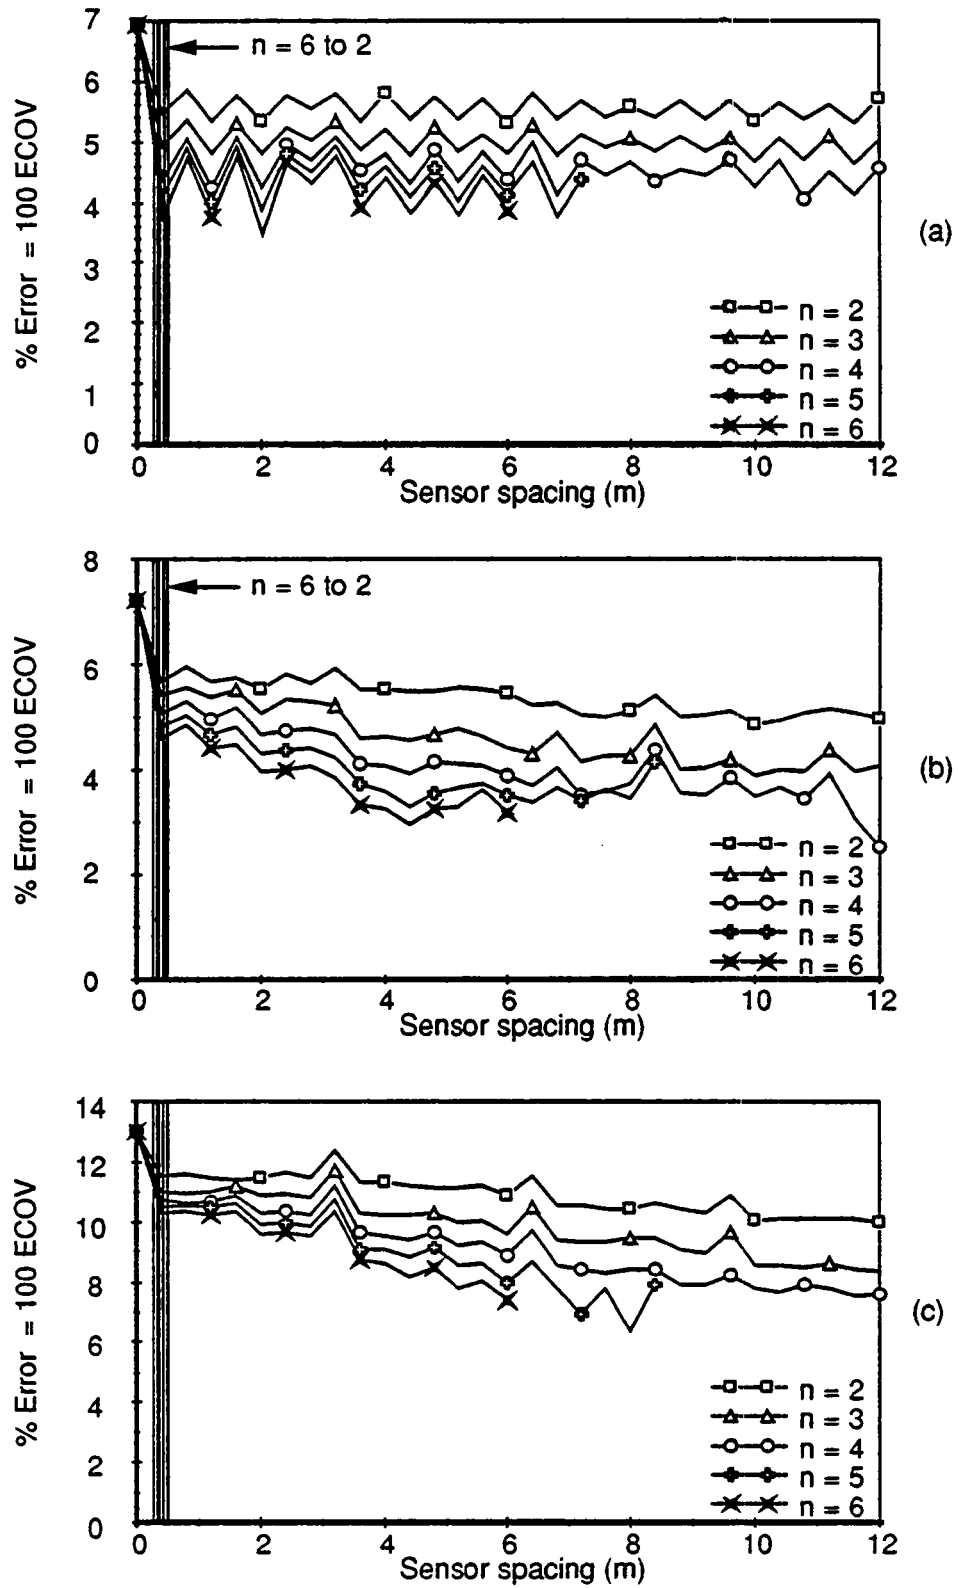 7
6
5
4
3
2
1
0
% Error = 100 ECOV
n = 6 to 2
(a)
n = 2
n = 3
n = 4
n = 5
n = 6
0 2 4 6 8 10 12
Sensor spacing (m)
8
6
4
2
0
% Error = 100 ECOV
n = 6 to 2
(b)
n = 2
n = 3
n = 4
n = 5
n = 6
0 2 4 6 8 10 12
Sensor spacing (m)
14
12
10
8
6
4
2
0
% Error = 100 ECOV
(c)
n = 2
n = 3
n = 4
n = 5
n = 6
0 2 4 6 8 10 12
Sensor spacing (m)